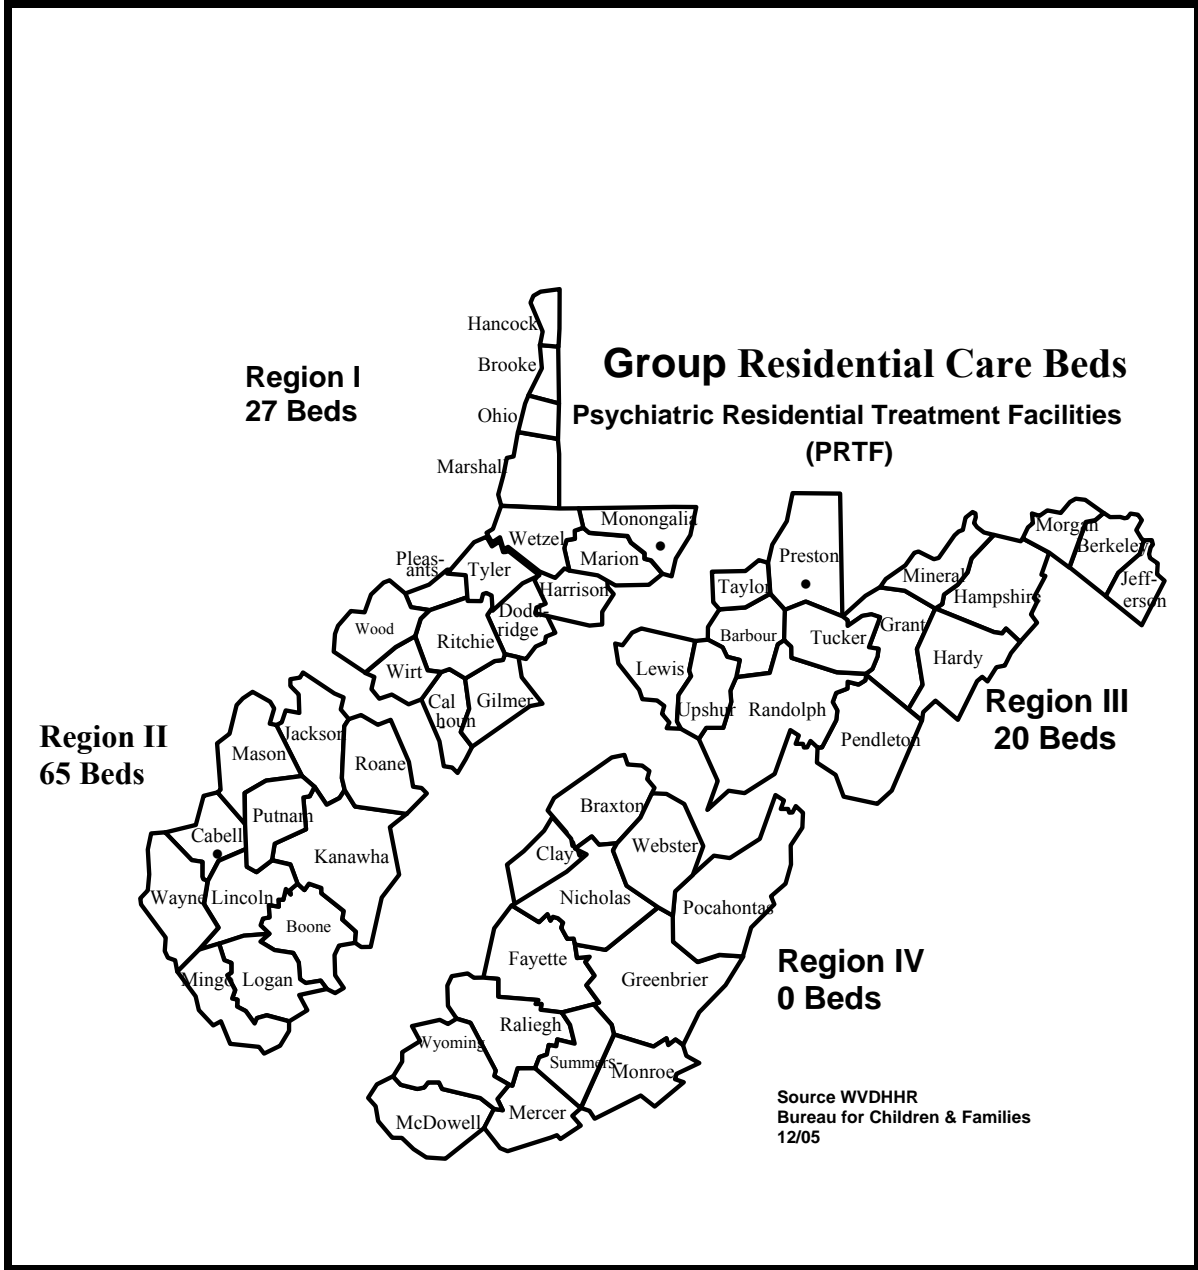 Hancock
Brooke
Ohio
Marshall
Region I
27 Beds
Group Residential Care Beds
Psychiatric Residential Treatment Facilities
(PRTF)
Wetzel
Monongalia
Marion
Pleas-
ants
Tyler
Harrison
Dodd-
ridge
Wood
Ritchie
Wirt
Cal
houn
Gilmer
Preston
Taylor
Barbour
Tucker
Lewis
Upshur
Randolph
Pendleton
Grant
Mineral
Hampshire
Hardy
Morgan
Berkeley
Jeff-
erson
Region III
20 Beds
Region II
65 Beds
Jackson
Mason
Roane
Putnam
Cabell
Kanawha
Wayne
Lincoln
Boone
Mingo
Logan
Braxton
Webster
Clay
Nicholas
Pocahontas
Fayette
Greenbrier
Raliegh
Wyoming
Summers-
Monroe
McDowell
Mercer
Region IV
0 Beds
Source WVDHHR
Bureau for Children & Families
12/05